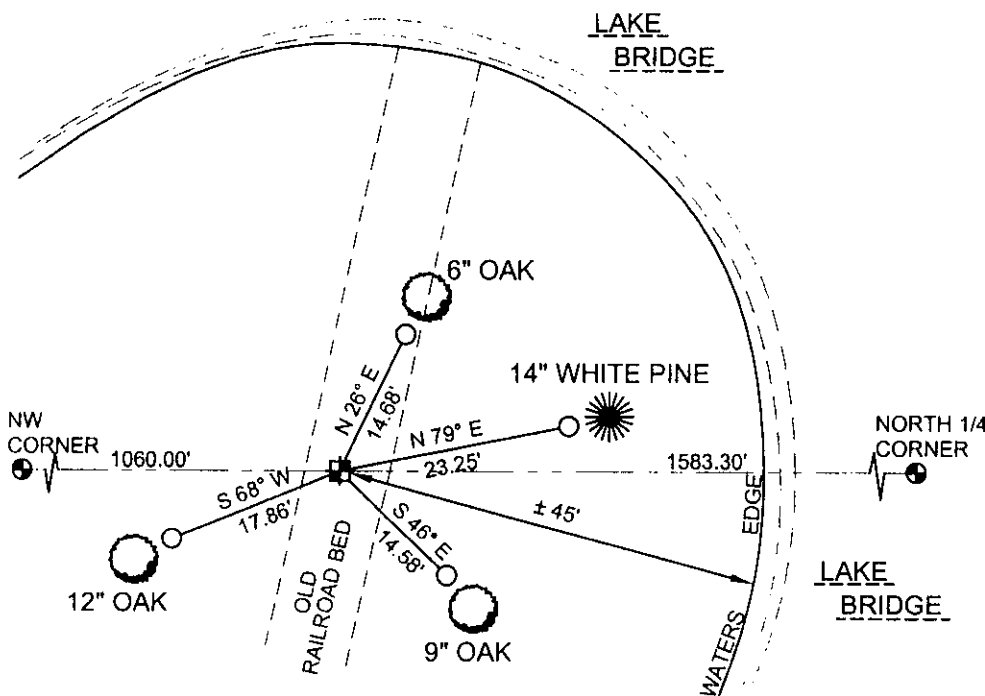 LAKE
BRIDGE
6" OAK
14" WHITE PINE
N 26° E
14.68'
NW
CORNER
NORTH 1/4
CORNER
N 79° E
1060.00'
23.25'
1583.30'
S 68° W
17.86'
S 46° E
14.58'
± 45'
EDGE
12" OAK
OLD
RAILROAD BED
9" OAK
LAKE
BRIDGE
WATERS